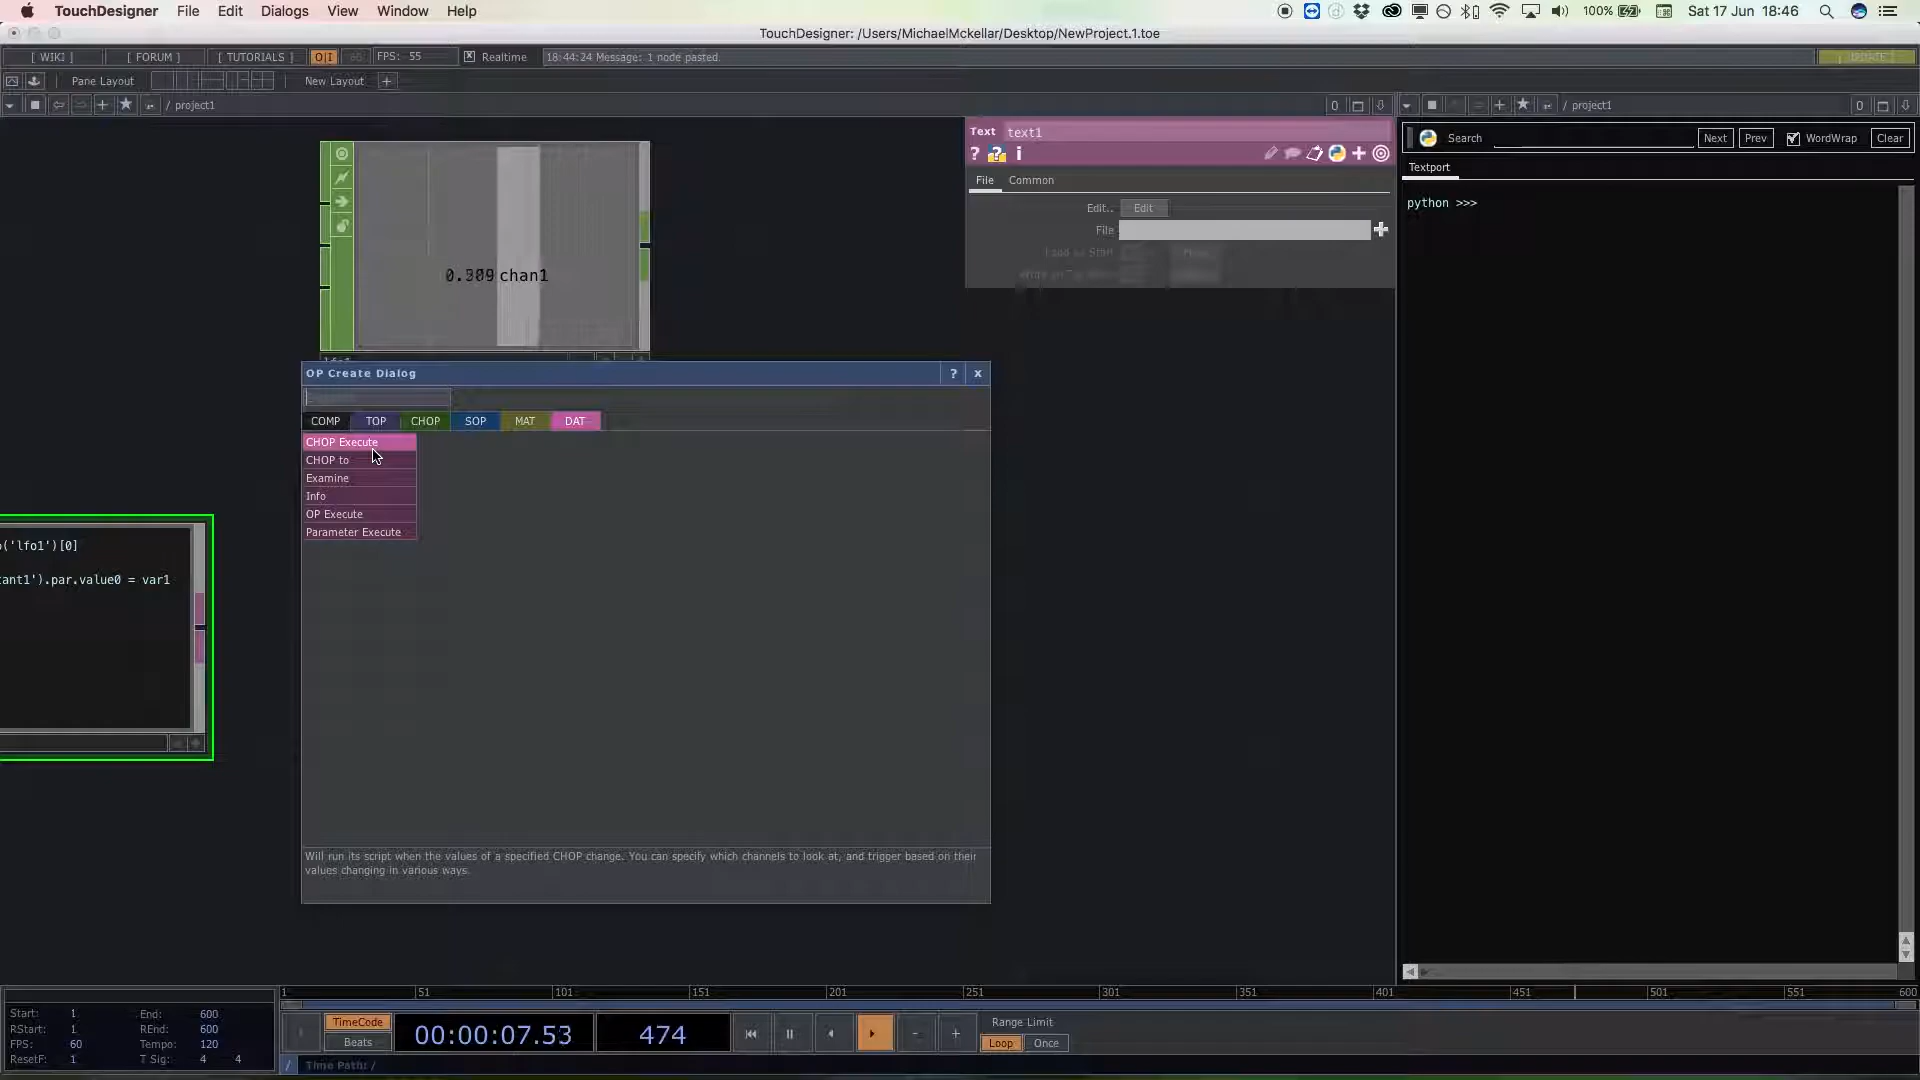 TouchDesigner File Edit Dialogs View Window Help 100% Sat 17 Jun 18:46
TouchDesigner: /Users/MichaelMckellar/Desktop/NewProject.1.toe
[ WIKI ] [ FORUM ] [ TUTORIALS ] O|I FPS: 55 Realtime 18:44:24 Message: 1 node pasted.
Pane Layout New Layout +
/ project1 0 / project1 0
Text text1
? ? i
File Common
Edit.. Edit
File
Search Next Prev WordWrap Clear
Textport
python >>>
chan1
lfo1
OP Create Dialog ? x
COMP TOP CHOP SOP MAT DAT
CHOP Execute
CHOP to
Examine
Info
OP Execute
Parameter Execute
('lfo1')[0]
ant1').par.value0 = var1
Will run its script when the values of a specified CHOP change. You can specify which channels to look at, and trigger based on their
values changing in various ways.
1 51 101 151 201 251 301 351 401 451 501 551 600
Start: 1 End: 600
RStart: 1 REnd: 600
FPS: 60 Tempo: 120
ResetF: 1 T Sig: 4 4
TimeCode
Beats
00:00:07.53 474 - +
Range Limit
Loop Once
/ Time Path: /